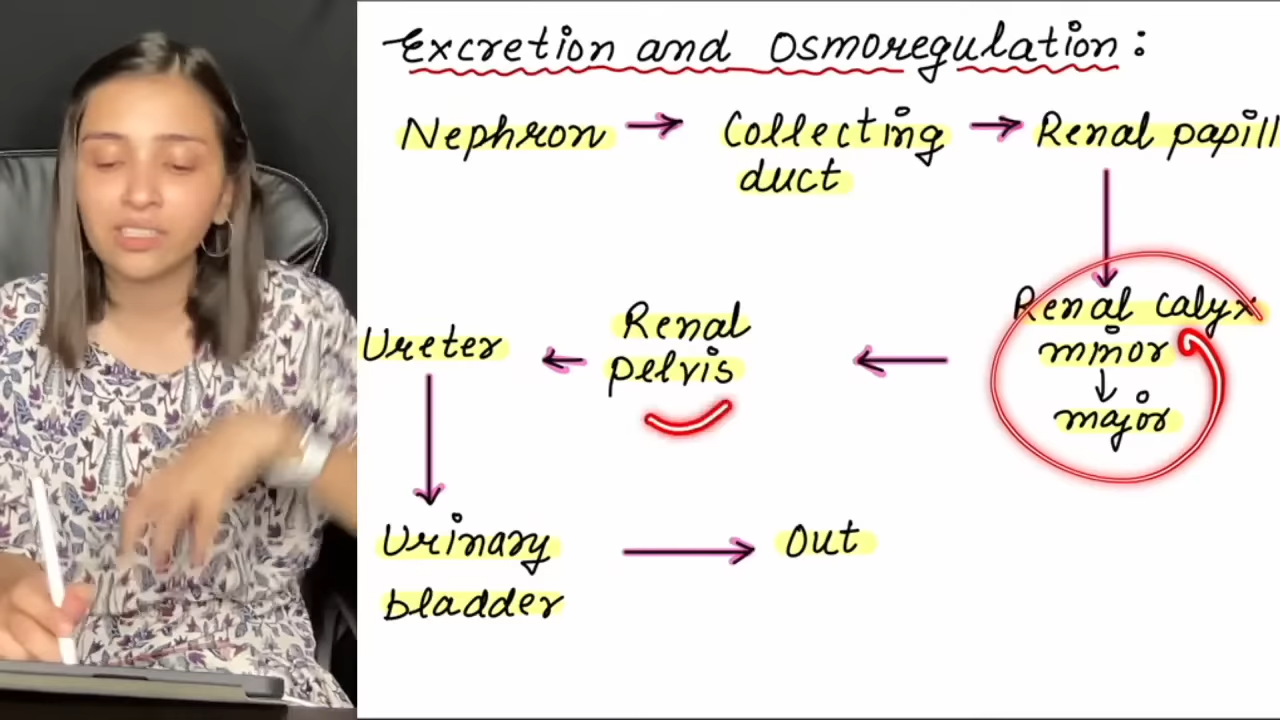 Excretion and Osmoregulation :
Nephron → Collecting duct → Renal papill
Renal calyx
minor
↓
major
← Renal pelvis
← Ureter
Urinary bladder → Out